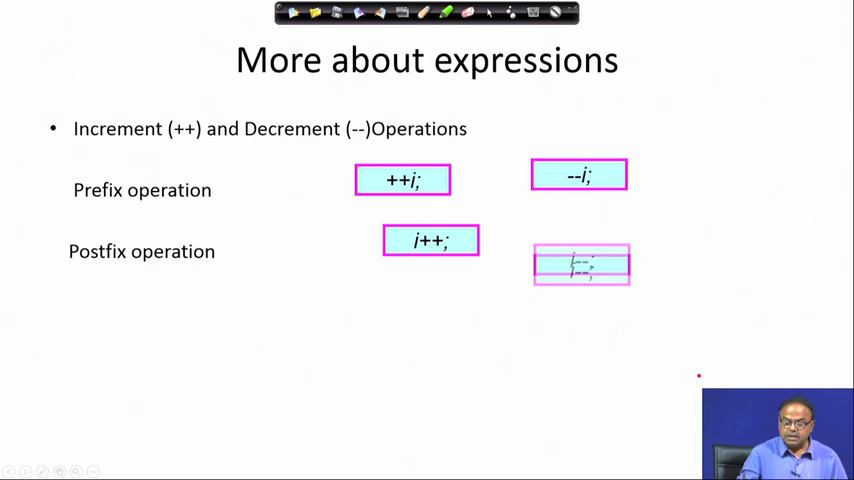 More about expressions
• Increment (++) and Decrement (--)Operations
Prefix operation ++i; --i;
Postfix operation i++; i--;